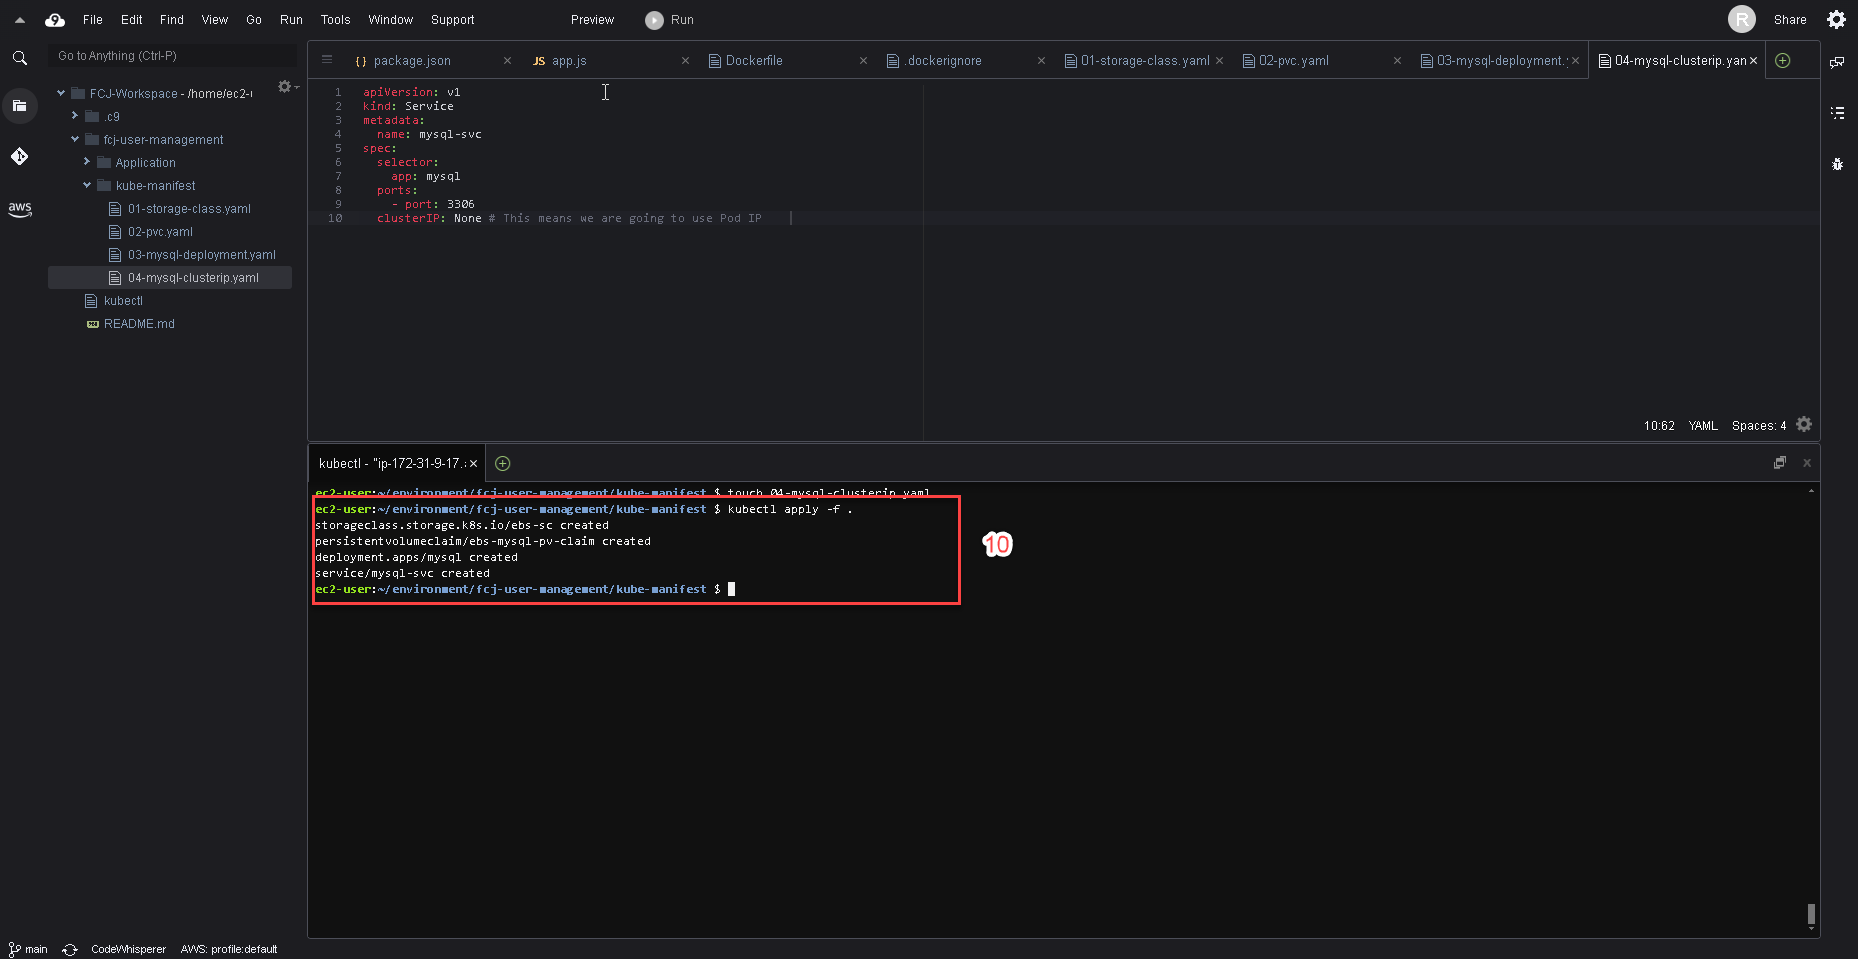 File Edit Find View Go Run Tools Window Support Preview Run R Share
Go to Anything (Ctrl-P)
{} package.json
JS app.js
Dockerfile
.dockerignore
01-storage-class.yaml
02-pvc.yaml
03-mysql-deployment.
04-mysql-clusterip.yam
FCJ-Workspace - /home/ec2-
.c9
fcj-user-management
Application
kube-manifest
01-storage-class.yaml
02-pvc.yaml
03-mysql-deployment.yaml
04-mysql-clusterip.yaml
kubectl
README.md
aws
1 apiVersion: v1
2 kind: Service
3 metadata:
4 name: mysql-svc
5 spec:
6 selector:
7 app: mysql
8 ports:
9 - port: 3306
10 clusterIP: None # This means we are going to use Pod IP
10:62 YAML Spaces: 4
kubectl - "ip-172-31-9-17.
ec2-user:~/environment/fcj-user-management/kube-manifest $ touch 04-mysql-clusterip.yaml
ec2-user:~/environment/fcj-user-management/kube-manifest $ kubectl apply -f .
storageclass.storage.k8s.io/ebs-sc created
persistentvolumeclaim/ebs-mysql-pv-claim created
deployment.apps/mysql created
service/mysql-svc created
ec2-user:~/environment/fcj-user-management/kube-manifest $
10
main CodeWhisperer AWS: profile:default